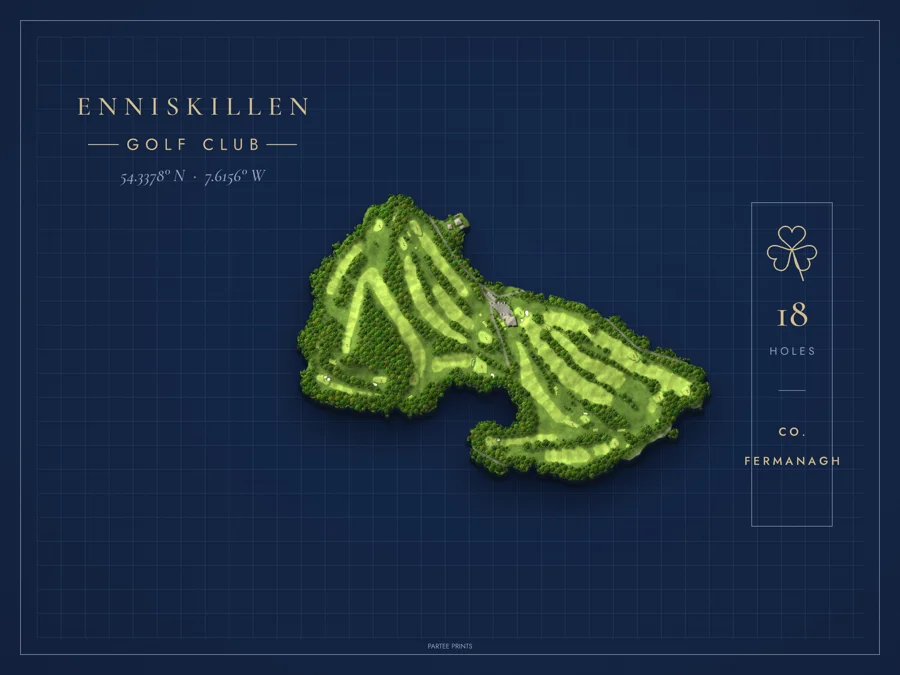 ENNISKILLEN
GOLF CLUB
54.3378° N · 7.6156° W
18
HOLES
CO.
FERMANAGH
PARTEE PRINTS